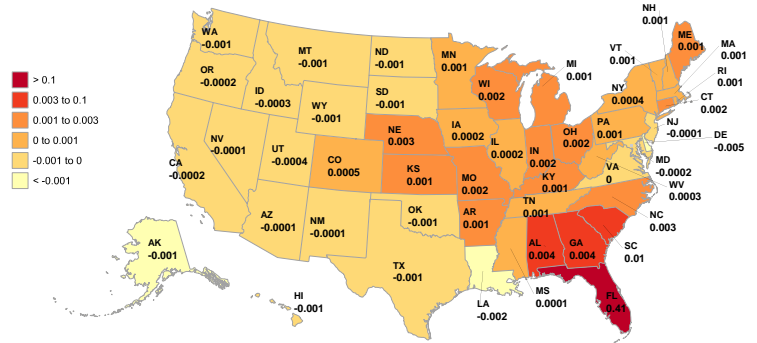 > 0.1
0.003 to 0.1
0.001 to 0.003
0 to 0.001
-0.001 to 0
< -0.001
WA
-0.001
OR
-0.0002
CA
-0.0002
NV
-0.0001
ID
-0.0003
MT
-0.001
WY
-0.001
UT
-0.0004
AZ
-0.0001
CO
0.0005
NM
-0.0001
ND
-0.001
SD
-0.001
NE
0.003
KS
0.001
OK
-0.001
TX
-0.001
MN
0.001
IA
0.0002
MO
0.002
AR
0.001
LA
-0.002
WI
0.002
IL
0.0002
MI
0.001
IN
0.002
OH
0.002
KY
0.001
TN
0.001
MS
0.0001
AL
0.004
GA
0.004
FL
0.41
SC
0.01
NC
0.003
VA
0
WV
0.0003
MD
-0.0002
DE
-0.005
NJ
-0.0001
PA
0.001
NY
0.0004
CT
0.002
RI
0.001
MA
0.001
VT
0.001
NH
0.001
ME
0.001
AK
-0.001
HI
-0.001